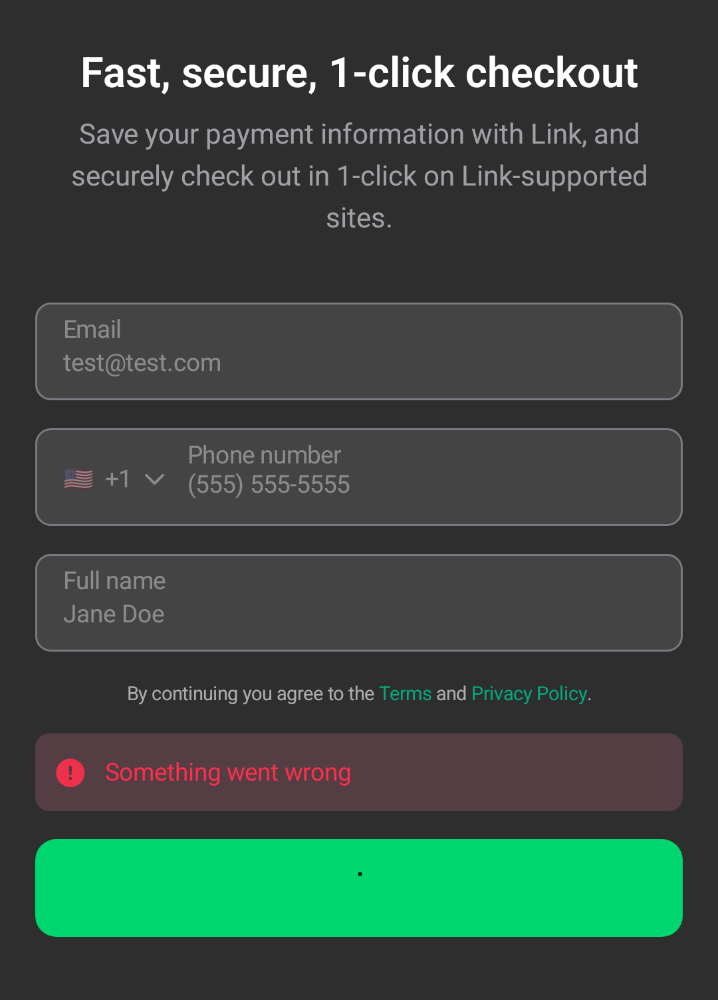 Fast, secure, 1-click checkout
Save your payment information with Link, and
securely check out in 1-click on Link-supported
sites.
Email
test@test.com
Phone number
+1 (555) 555-5555
Full name
Jane Doe
By continuing you agree to the Terms and Privacy Policy.
Something went wrong